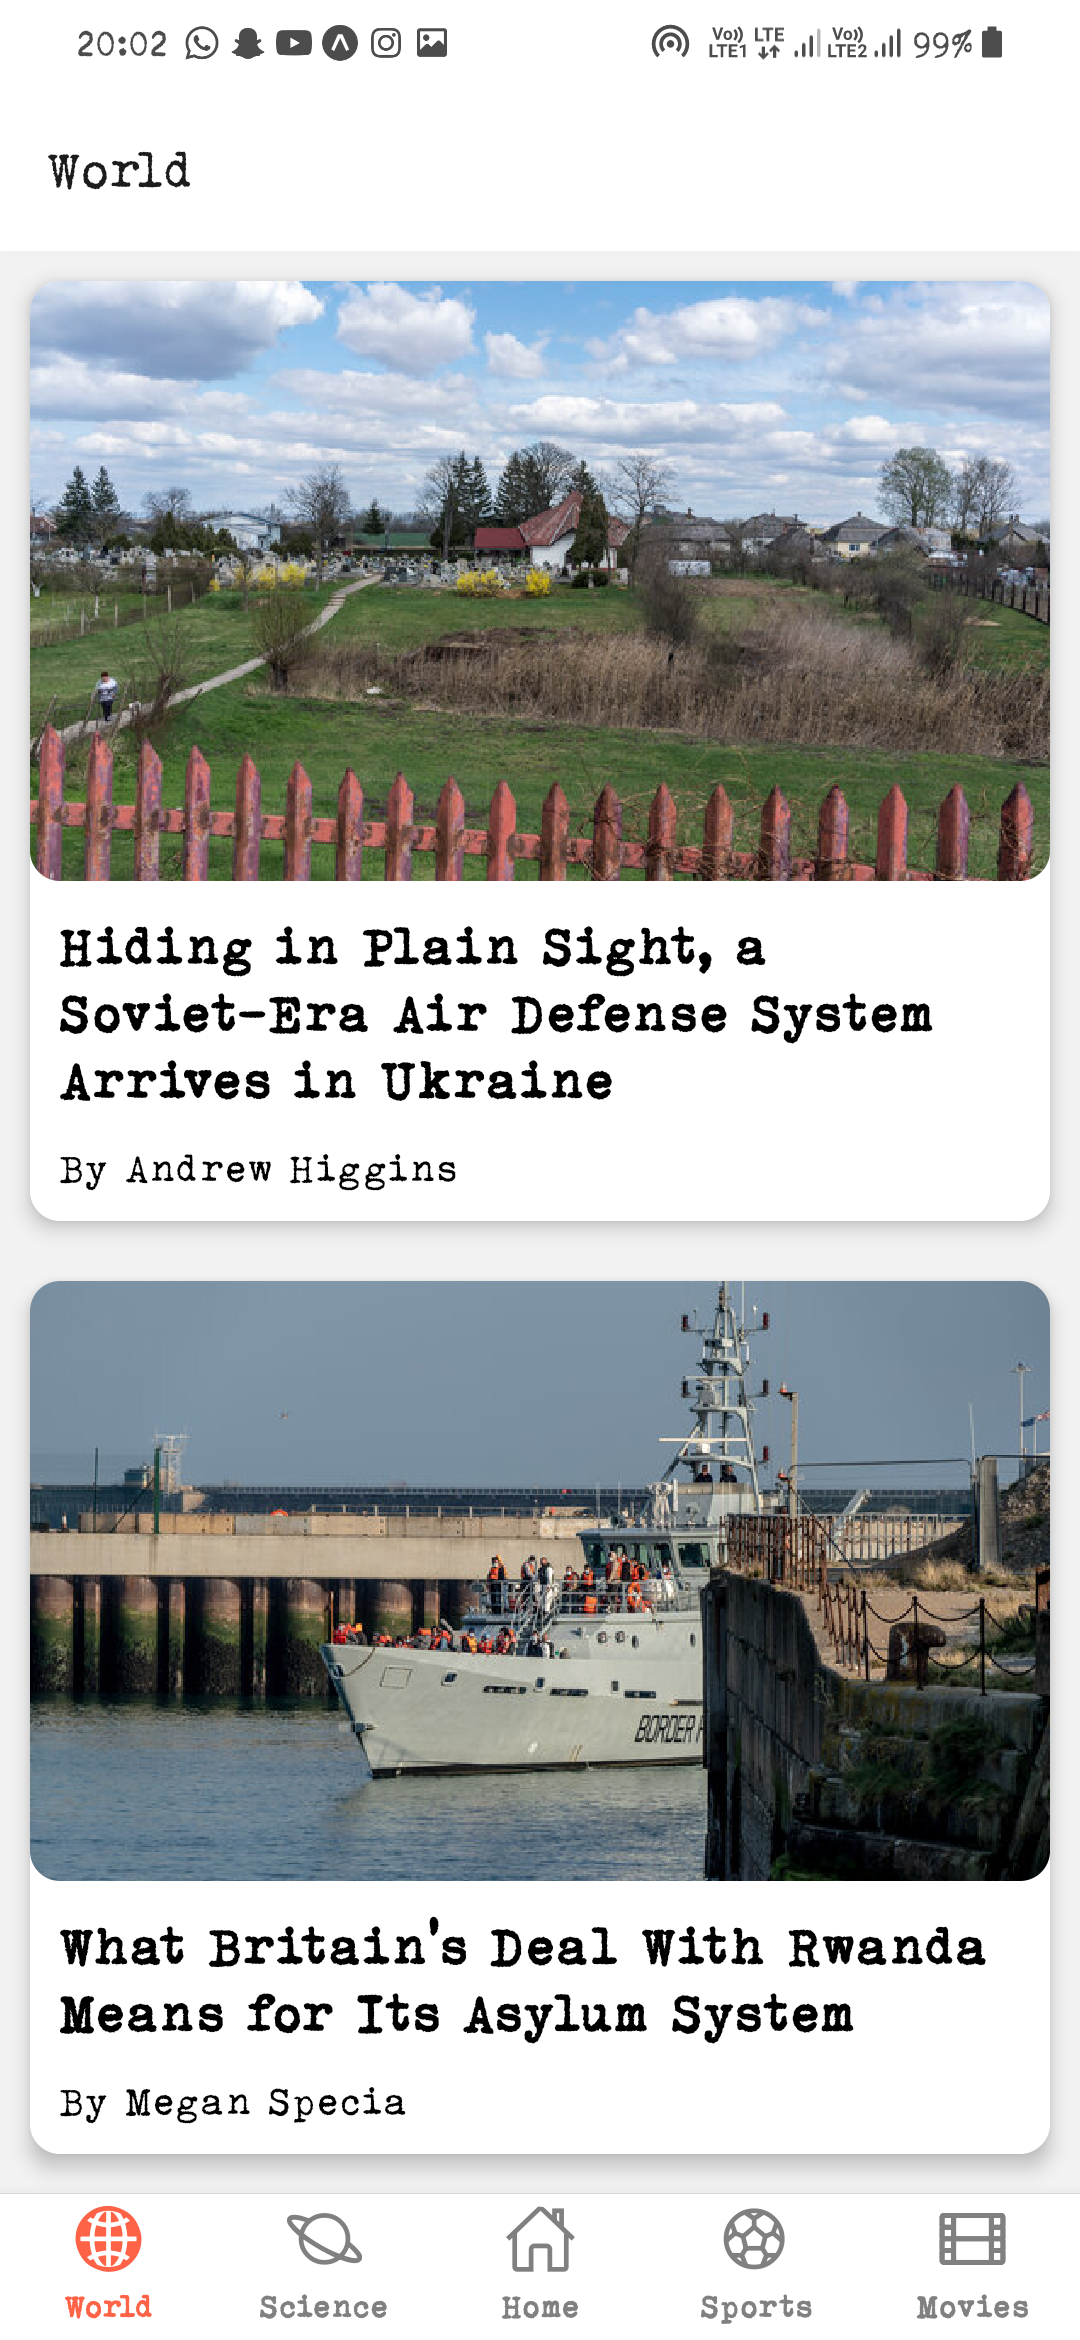 20:02 Vo)) LTE1 LTE Vo)) LTE2 99%
World
Hiding in Plain Sight, a
Soviet-Era Air Defense System
Arrives in Ukraine
By Andrew Higgins
BORDER
What Britain's Deal With Rwanda
Means for Its Asylum System
By Megan Specia
World Science Home Sports Movies